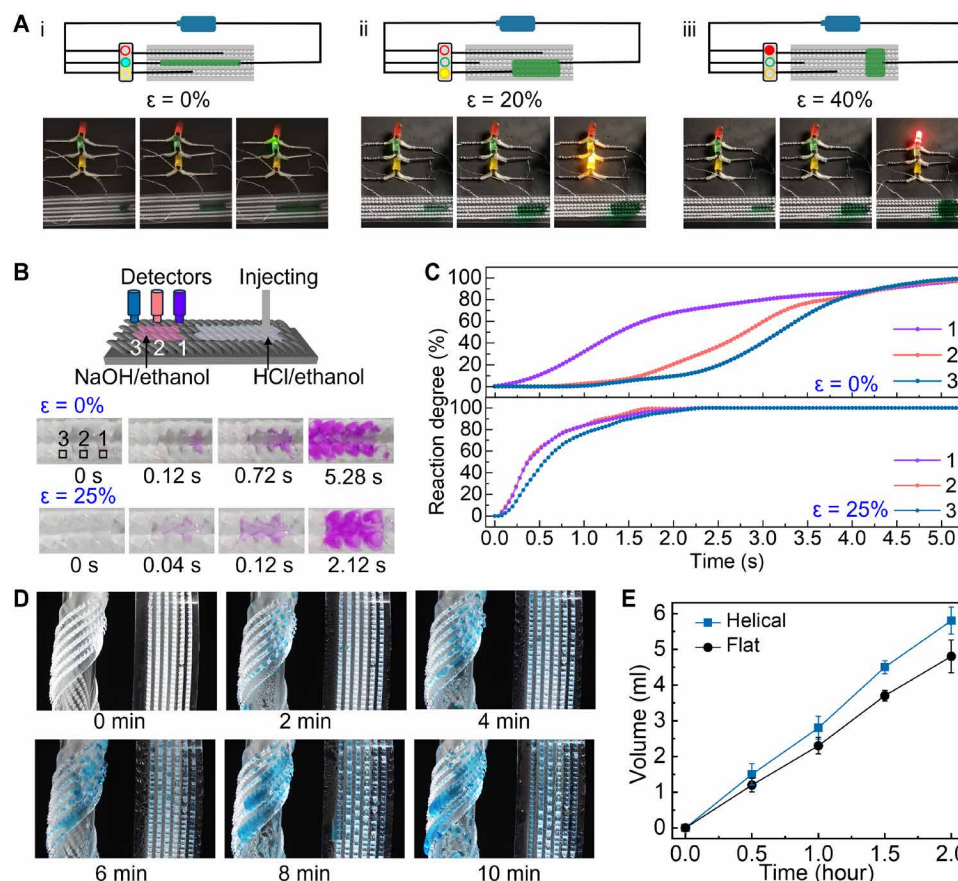 A
i
ii
iii
ε = 0%
ε = 20%
ε = 40%
B
Detectors
Injecting
3 2 1
NaOH/ethanol
HCl/ethanol
ε = 0%
3 2 1
0 s
0.12 s
0.72 s
5.28 s
ε = 25%
0 s
0.04 s
0.12 s
2.12 s
C
Reaction degree (%)
100
80
60
40
20
0
1
2
3
ε = 0%
100
80
60
40
20
0
1
2
3
ε = 25%
0.0 0.5 1.0 1.5 2.0 2.5 3.0 3.5 4.0 4.5 5.0
Time (s)
D
0 min
2 min
4 min
6 min
8 min
10 min
E
Volume (ml)
6
5
4
3
2
1
0
Helical
Flat
0.0 0.5 1.0 1.5 2.0
Time (hour)